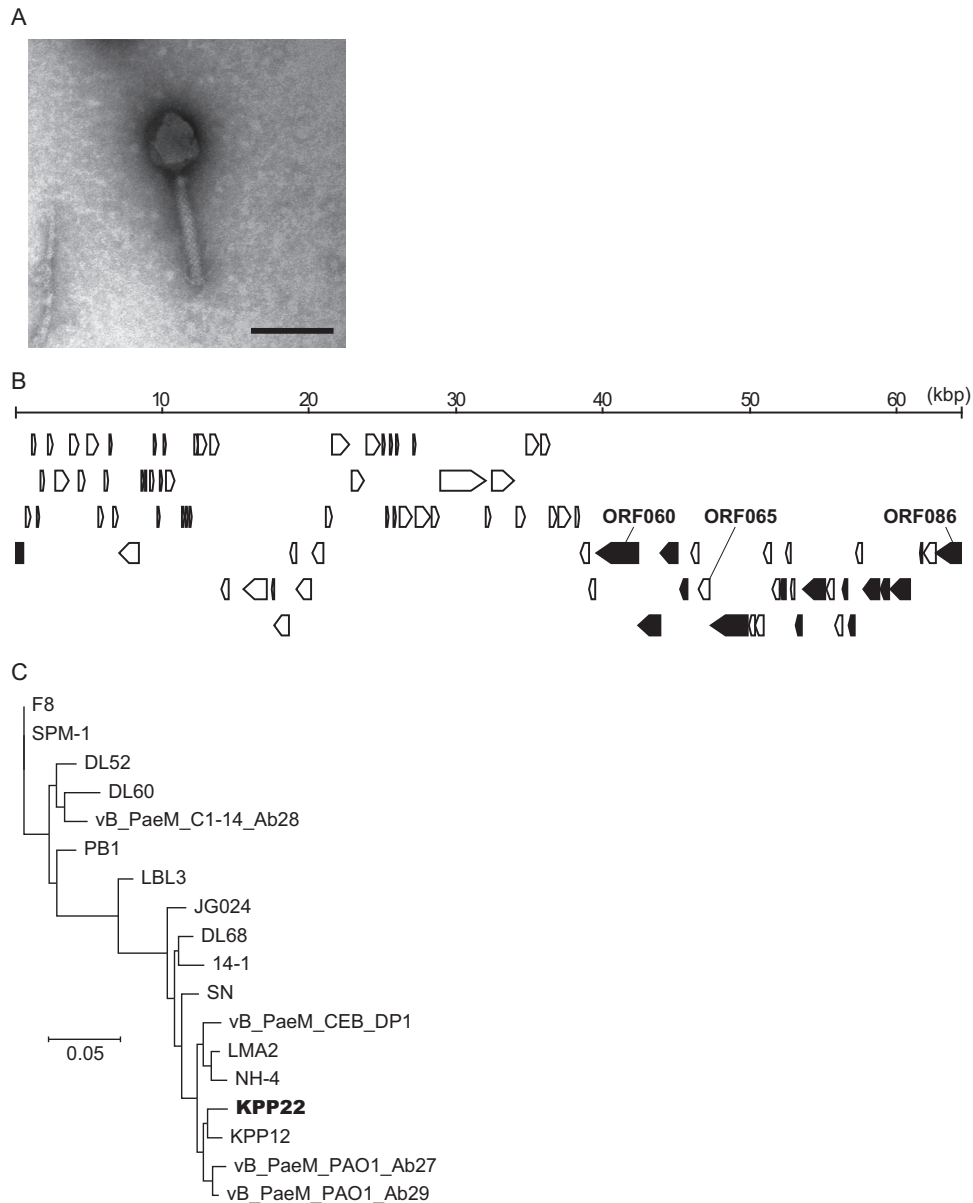 A
B
10 20 30 40 50 60 (kbp)
ORF060 ORF065 ORF086
C
F8
SPM-1
DL52
DL60
vB_PaeM_C1-14_Ab28
PB1
LBL3
JG024
DL68
14-1
SN
vB_PaeM_CEB_DP1
0.05
LMA2
NH-4
KPP22
KPP12
vB_PaeM_PAO1_Ab27
vB_PaeM_PAO1_Ab29